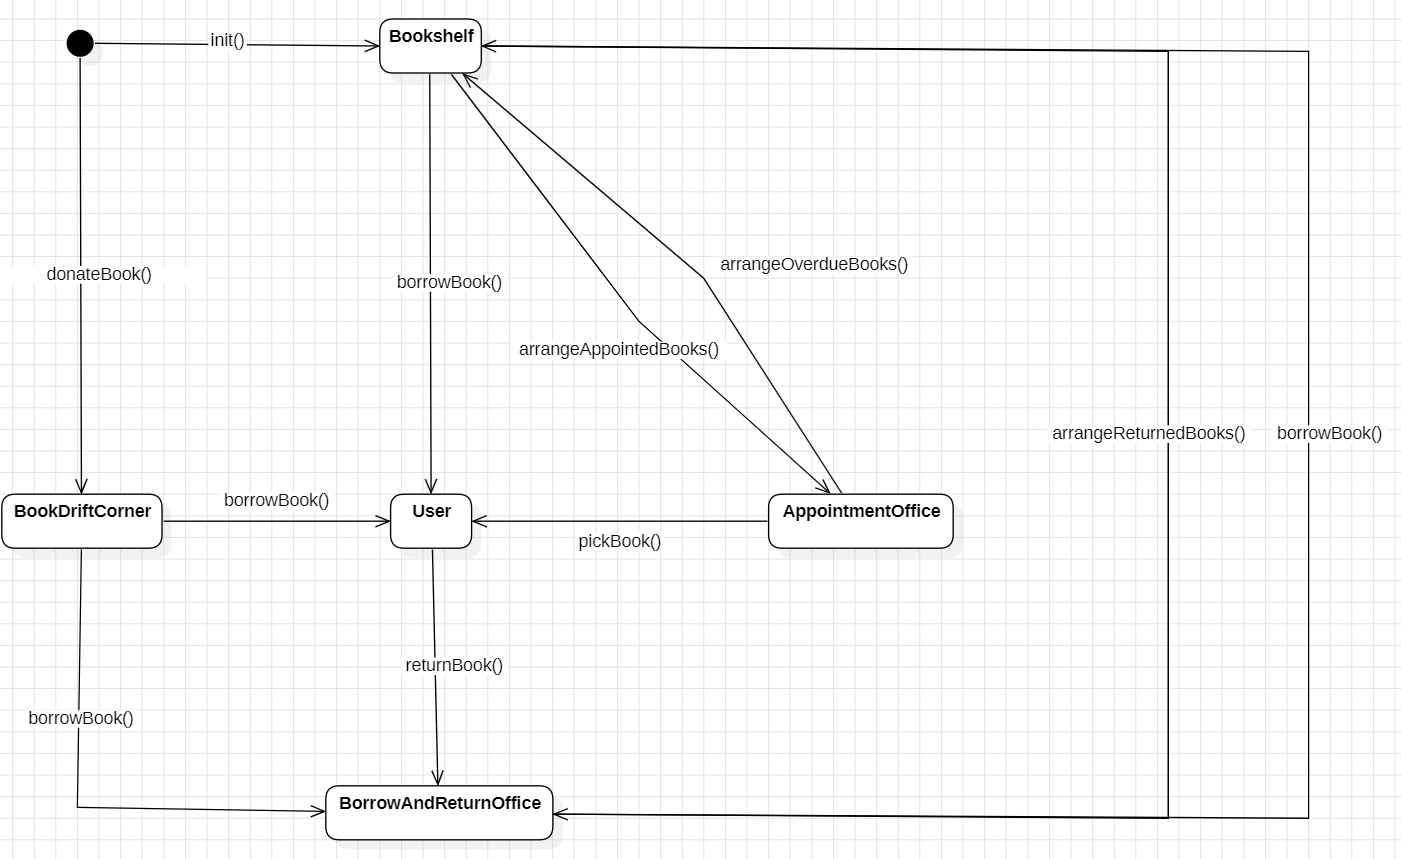 Bookshelf
init()
arrangeOverdueBooks()
donateBook()
borrowBook()
arrangeAppointedBooks()
arrangeReturnedBooks()
borrowBook()
borrowBook()
BookDriftCorner
User
AppointmentOffice
pickBook()
returnBook()
borrowBook()
BorrowAndReturnOffice